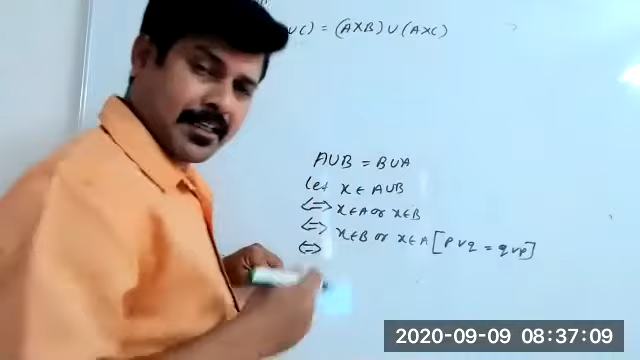 ∪C) = (A×B) ∪ (A×C)
A∪B = B∪A
let x ∈ A∪B
⟺ x∈A or x∈B
⟺ x∈B or x∈A [p∨q = q∨p]
⟺
2020-09-09 08:37:09